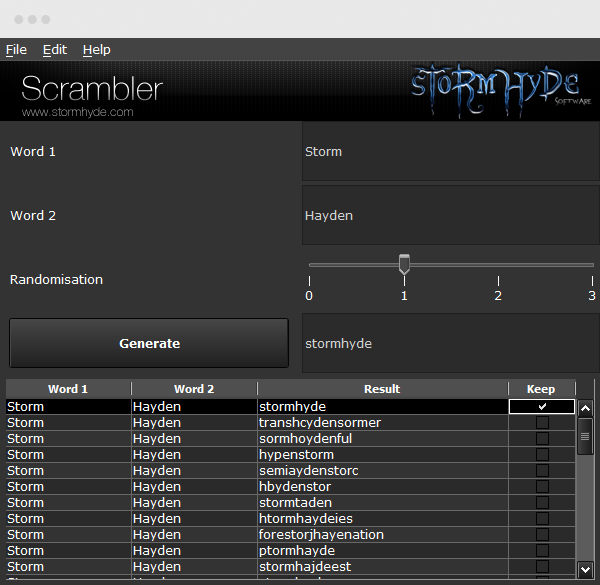 File Edit Help
Scrambler
www.stormhyde.com
STORMHYDE
SOFTWARE
Word 1 Storm
Word 2 Hayden
Randomisation
0 1 2 3
Generate stormhyde
Word 1 Word 2 Result Keep
Storm Hayden stormhyde
Storm Hayden transhcydensormer
Storm Hayden sormhoydenful
Storm Hayden hypenstorm
Storm Hayden semiaydenstorc
Storm Hayden hbydenstor
Storm Hayden stormtaden
Storm Hayden htormhaydeies
Storm Hayden forestorjhayenation
Storm Hayden ptormhayde
Storm Hayden stormhajdeest